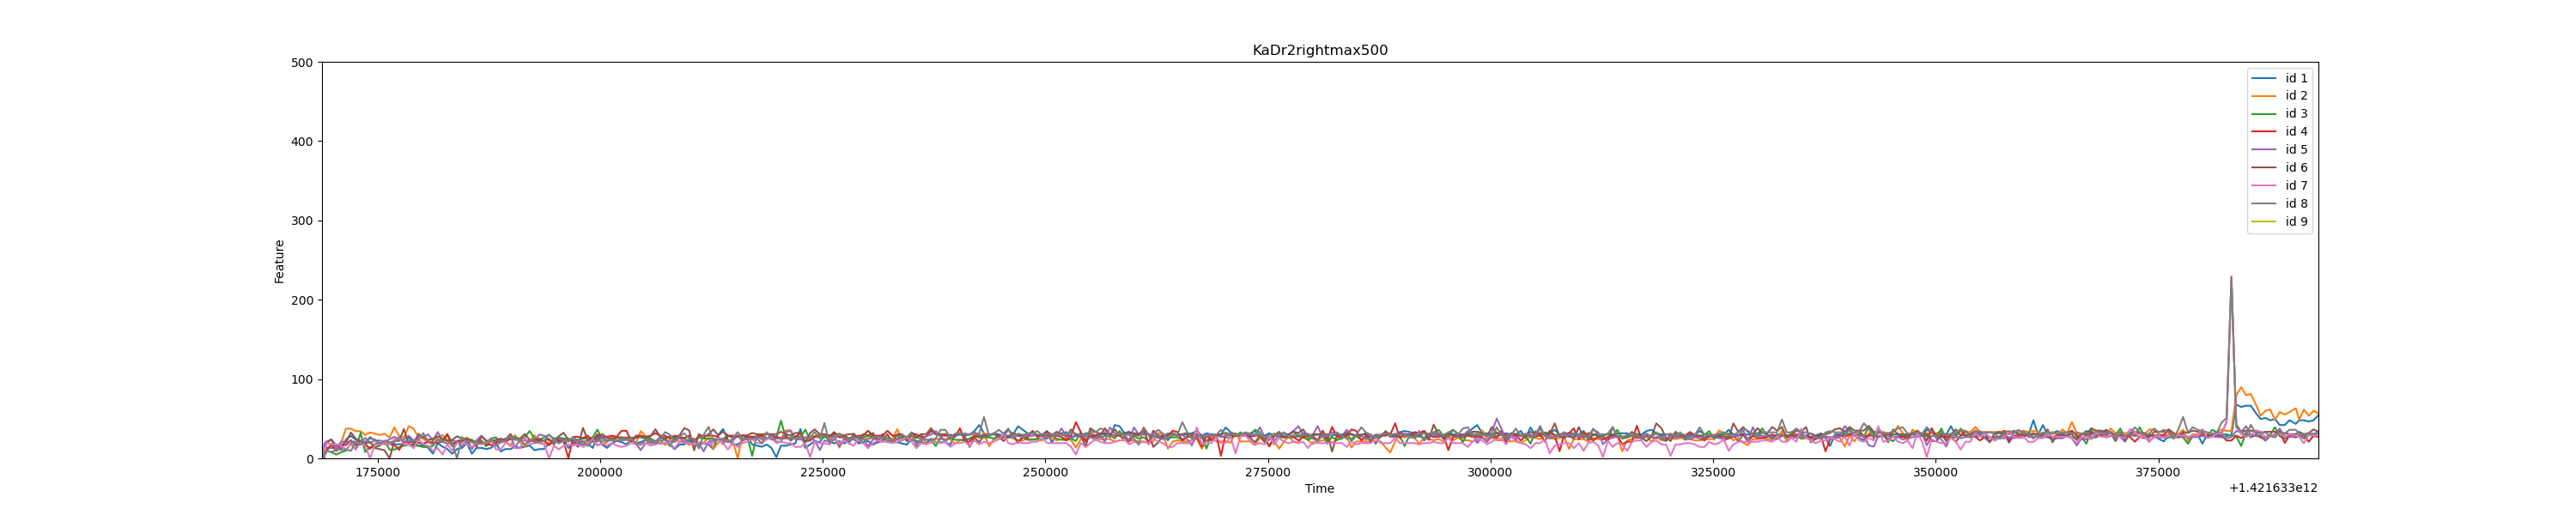 KaDr2rightmax500
500
400
300
200
100
0
Feature
175000 200000 225000 250000 275000 300000 325000 350000 375000
Time
+1.421633e12
id 1
id 2
id 3
id 4
id 5
id 6
id 7
id 8
id 9